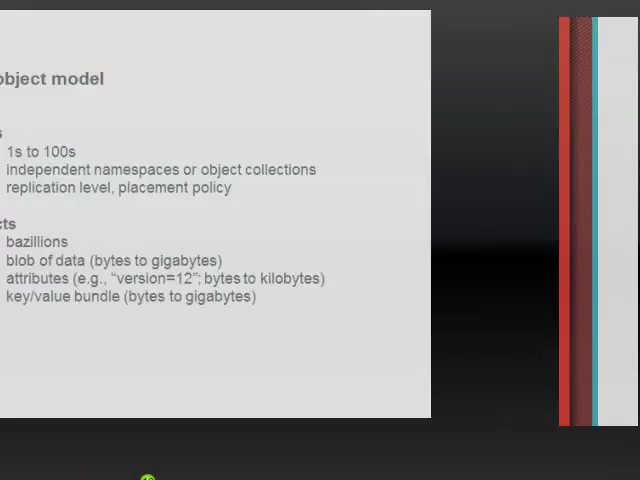 object model
s
1s to 100s
independent namespaces or object collections
replication level, placement policy
cts
bazillions
blob of data (bytes to gigabytes)
attributes (e.g., “version=12”; bytes to kilobytes)
key/value bundle (bytes to gigabytes)